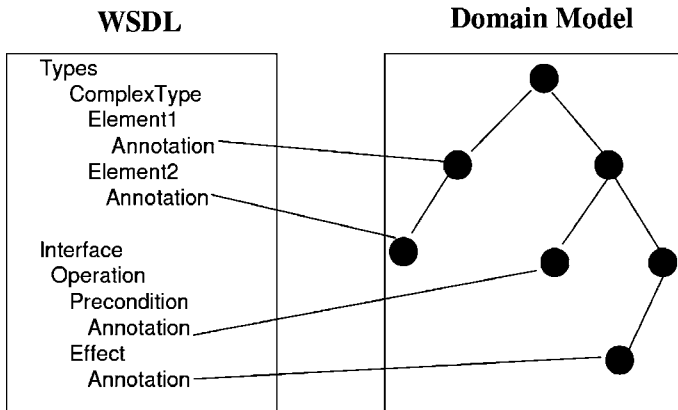 WSDL
Domain Model
Types
ComplexType
Element1
Annotation
Element2
Annotation
Interface
Operation
Precondition
Annotation
Effect
Annotation